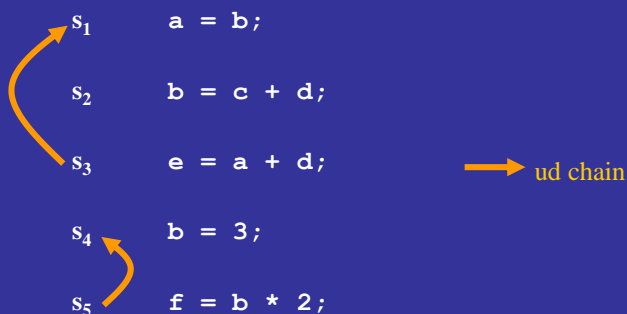 s₁ a = b;
s₂ b = c + d;
s₃ e = a + d;
ud chain
s₄ b = 3;
s₅ f = b * 2;